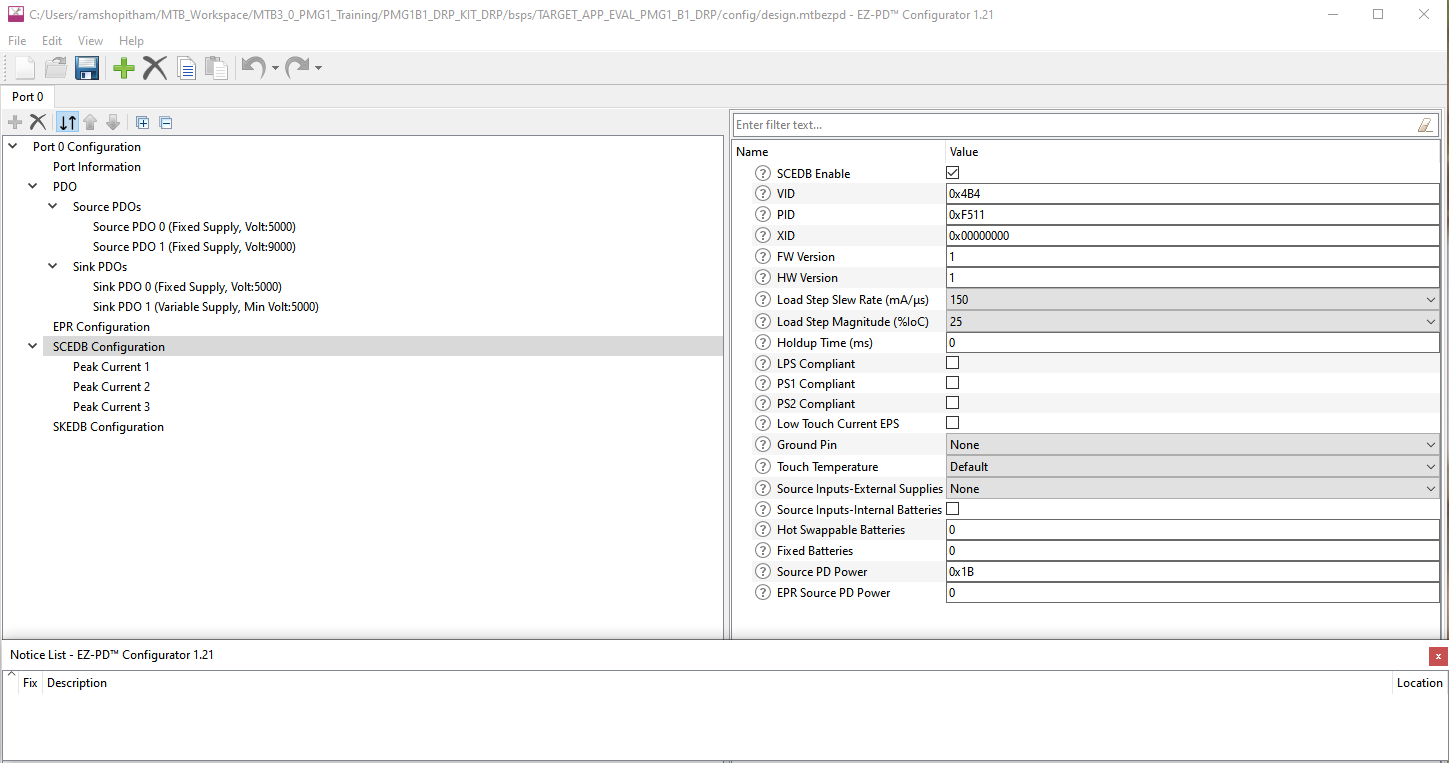 C:/Users/ramshopitham/MTB_Workspace/MTB3_0_PMG1_Training/PMG1B1_DRP_KIT_DRP/bsps/TARGET_APP_EVAL_PMG1_B1_DRP/config/design.mtbezpd - EZ-PD™ Configurator 1.21
File Edit View Help
Port 0
Port 0 Configuration
Port Information
PDO
Source PDOs
Source PDO 0 (Fixed Supply, Volt:5000)
Source PDO 1 (Fixed Supply, Volt:9000)
Sink PDOs
Sink PDO 0 (Fixed Supply, Volt:5000)
Sink PDO 1 (Variable Supply, Min Volt:5000)
EPR Configuration
SCEDB Configuration
Peak Current 1
Peak Current 2
Peak Current 3
SKEDB Configuration
Enter filter text...
Name Value
SCEDB Enable
VID 0x4B4
PID 0xF511
XID 0x00000000
FW Version 1
HW Version 1
Load Step Slew Rate (mA/µs) 150
Load Step Magnitude (%IoC) 25
Holdup Time (ms) 0
LPS Compliant
PS1 Compliant
PS2 Compliant
Low Touch Current EPS
Ground Pin None
Touch Temperature Default
Source Inputs-External Supplies None
Source Inputs-Internal Batteries
Hot Swappable Batteries 0
Fixed Batteries 0
Source PD Power 0x1B
EPR Source PD Power 0
Notice List - EZ-PD™ Configurator 1.21
Fix Description Location